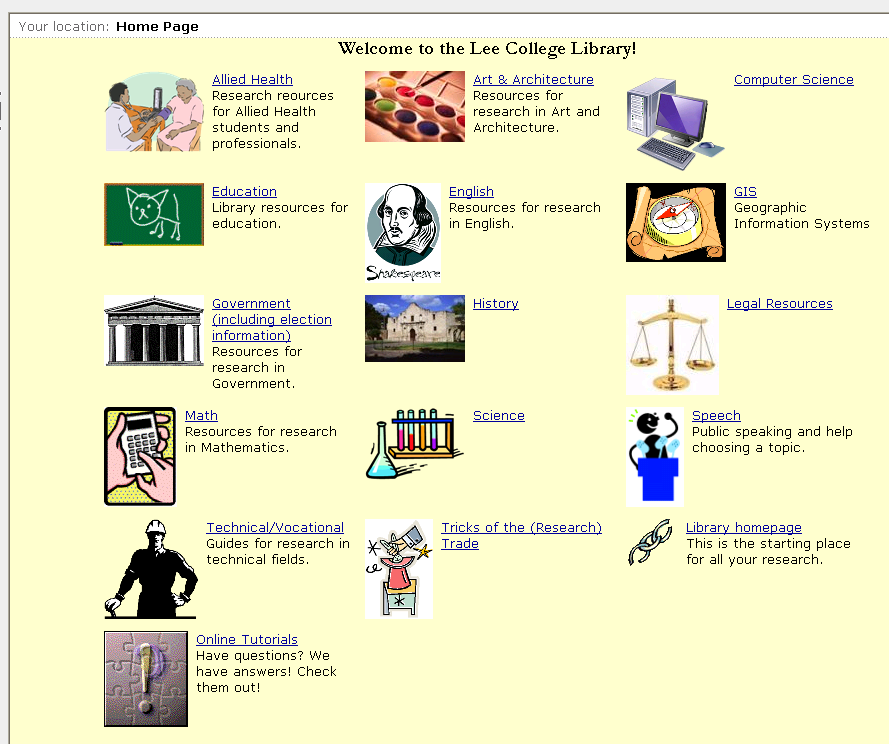 Your location: Home Page
Welcome to the Lee College Library!
Allied Health
Research reources
for Allied Health
students and
professionals.
Art & Architecture
Resources for
research in Art and
Architecture.
Computer Science
Education
Library resources for
education.
Shakespeare
English
Resources for research
in English.
GIS
Geographic
Information Systems
Government
(including election
information)
Resources for
research in
Government.
History
Legal Resources
Math
Resources for research
in Mathematics.
Science
Speech
Public speaking and help
choosing a topic.
Technical/Vocational
Guides for research in
technical fields.
Tricks of the (Research)
Trade
Library homepage
This is the starting place
for all your research.
Online Tutorials
Have questions? We
have answers! Check
them out!